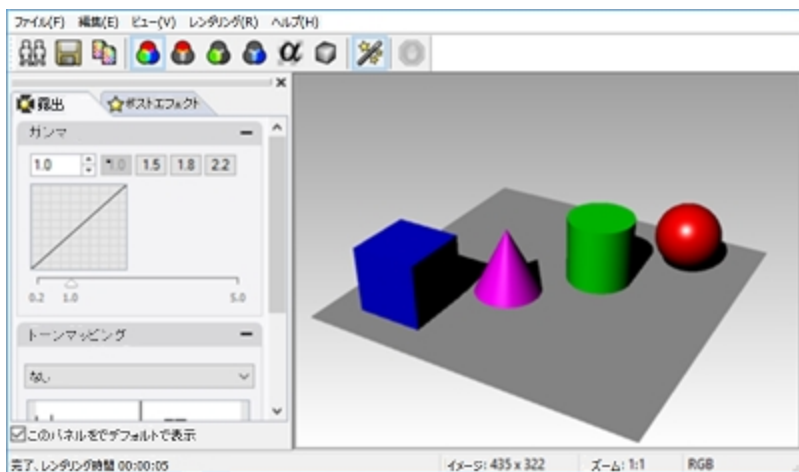 ファイル(F) 編集(E) ビュー(V) レンダリング(R) ヘルプ(H)
α
露出 ポストエフェクト
ガンマ
1.0 1.0 1.5 1.8 2.2
0.2 1.0 5.0
トーンマッピング
なし
このパネルをでデフォルトで表示
完了、レンダリング時間 00:00:05 イメージ: 435 x 322 ズーム: 1:1 RGB